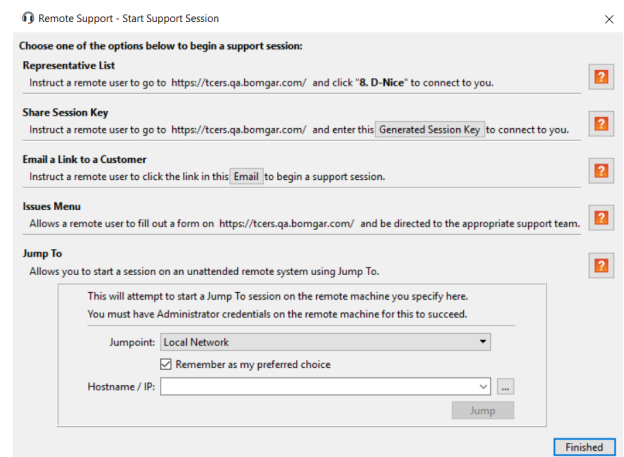 Remote Support - Start Support Session
Choose one of the options below to begin a support session:
Representative List
Instruct a remote user to go to https://tcers.qa.bomgar.com/ and click "8. D-Nice" to connect to you.
?
Share Session Key
Instruct a remote user to go to https://tcers.qa.bomgar.com/ and enter this Generated Session Key to connect to you.
?
Email a Link to a Customer
Instruct a remote user to click the link in this Email to begin a support session.
?
Issues Menu
Allows a remote user to fill out a form on https://tcers.qa.bomgar.com/ and be directed to the appropriate support team.
?
Jump To
Allows you to start a session on an unattended remote system using Jump To.
?
This will attempt to start a Jump To session on the remote machine you specify here.
You must have Administrator credentials on the remote machine for this to succeed.
Jumpoint: Local Network
Remember as my preferred choice
Hostname / IP: ...
Jump
Finished